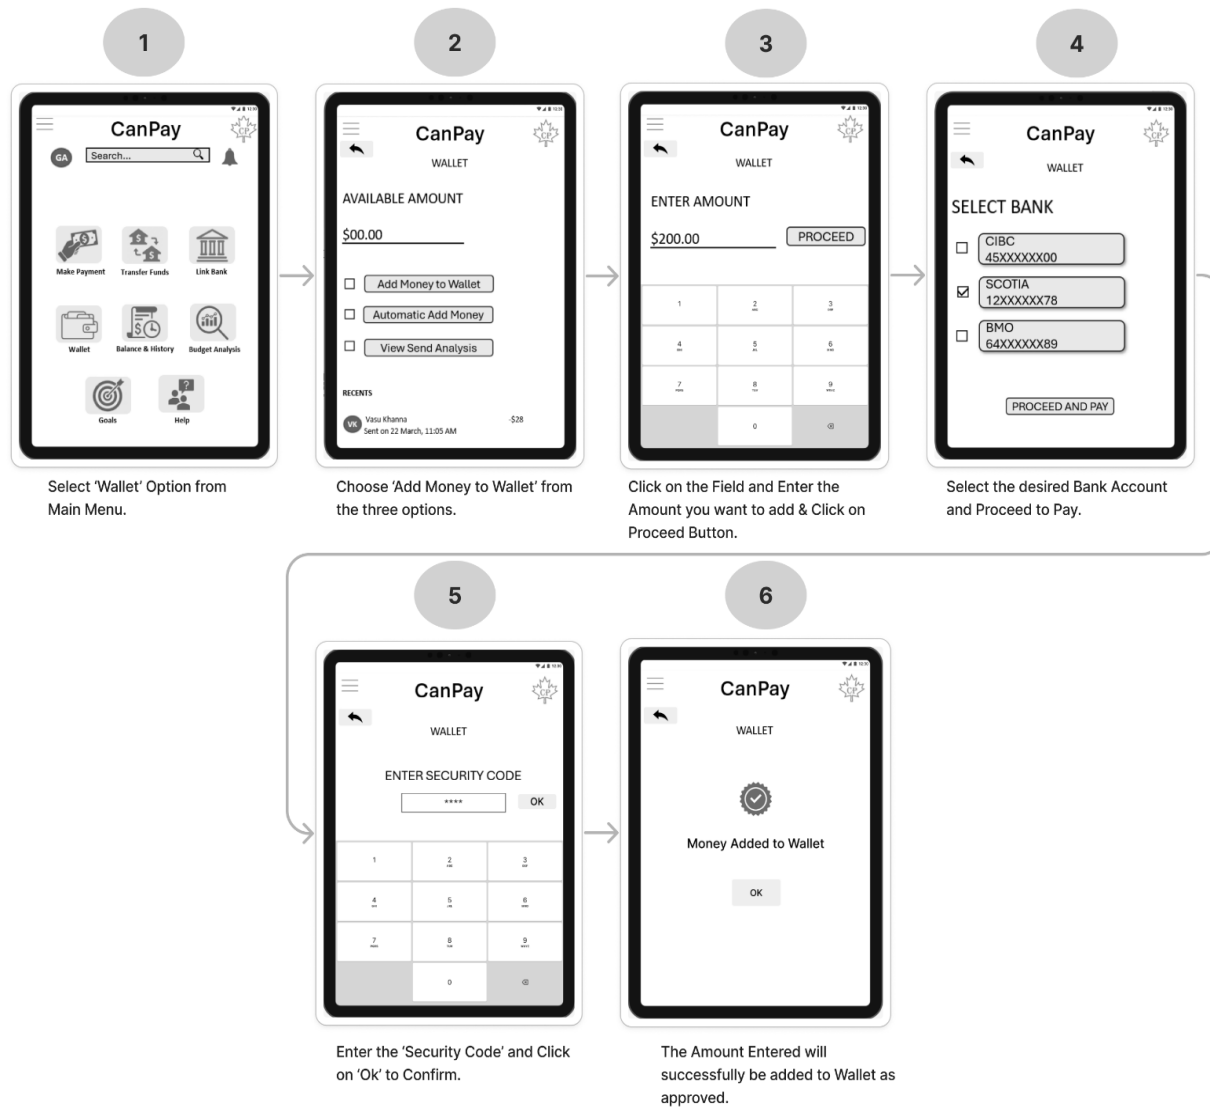 1
2
3
4
CanPay
CP
GA
Search...
Make Payment
Transfer Funds
Link Bank
Wallet
Balance & History
Budget Analysis
Goals
Help
Select ‘Wallet’ Option from
Main Menu.
CanPay
CP
WALLET
AVAILABLE AMOUNT
$00.00
Add Money to Wallet
Automatic Add Money
View Send Analysis
RECENTS
VK
Vasu Khanna
-$28
Sent on 22 March, 11:05 AM
Choose ‘Add Money to Wallet’ from
the three options.
CanPay
CP
WALLET
ENTER AMOUNT
$200.00
PROCEED
1
2
3
4
5
6
7
8
9
0
Click on the Field and Enter the
Amount you want to add & Click on
Proceed Button.
CanPay
CP
WALLET
SELECT BANK
CIBC
45XXXXXX00
SCOTIA
12XXXXXX78
BMO
64XXXXXX89
PROCEED AND PAY
Select the desired Bank Account
and Proceed to Pay.
5
6
CanPay
CP
WALLET
ENTER SECURITY CODE
****
OK
1
2
3
4
5
6
7
8
9
0
Enter the ‘Security Code’ and Click
on ‘Ok’ to Confirm.
CanPay
CP
WALLET
Money Added to Wallet
OK
The Amount Entered will
successfully be added to Wallet as
approved.